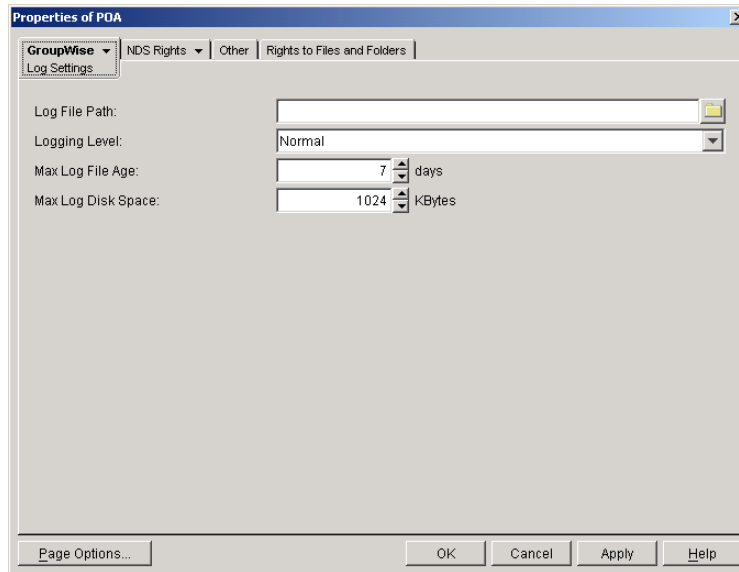 Properties of POA
GroupWise NDS Rights Other Rights to Files and Folders
Log Settings
Log File Path:
Logging Level: Normal
Max Log File Age: 7 days
Max Log Disk Space: 1024 KBytes
Page Options... OK Cancel Apply Help